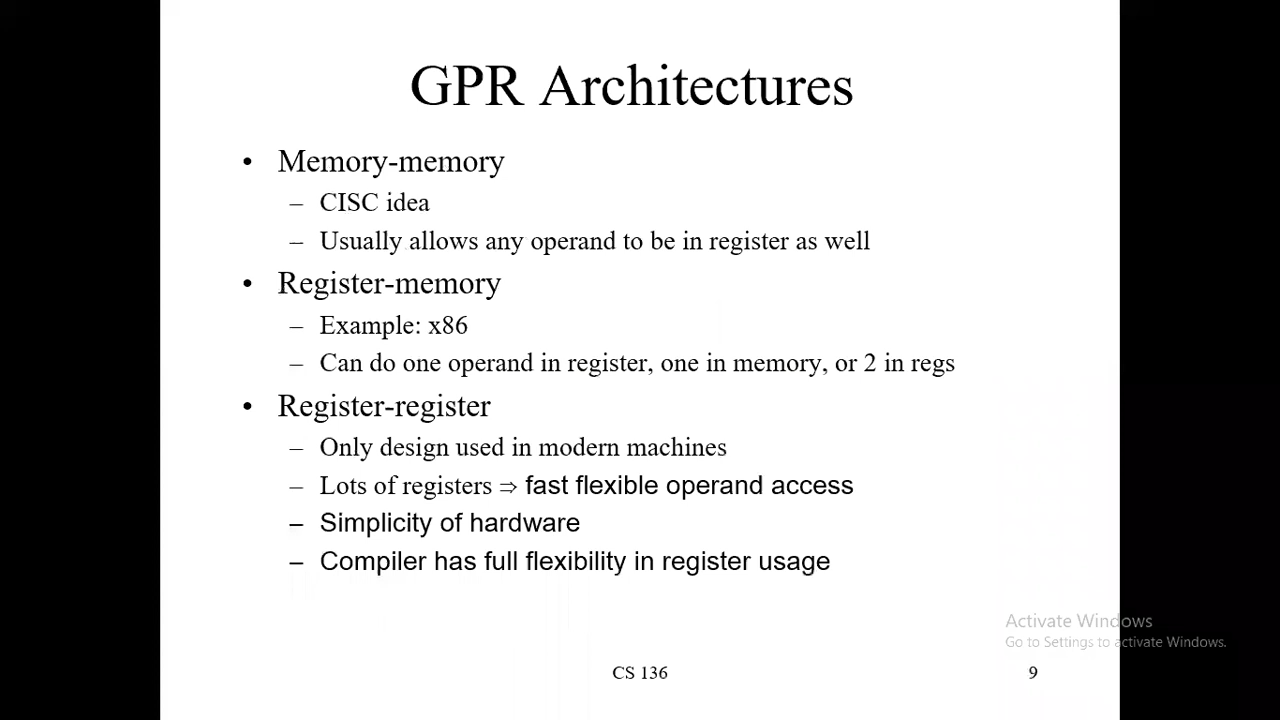 GPR Architectures
• Memory-memory
– CISC idea
– Usually allows any operand to be in register as well
• Register-memory
– Example: x86
– Can do one operand in register, one in memory, or 2 in regs
• Register-register
– Only design used in modern machines
– Lots of registers ⇒ fast flexible operand access
– Simplicity of hardware
– Compiler has full flexibility in register usage
Activate Windows
Go to Settings to activate Windows.
CS 136
9